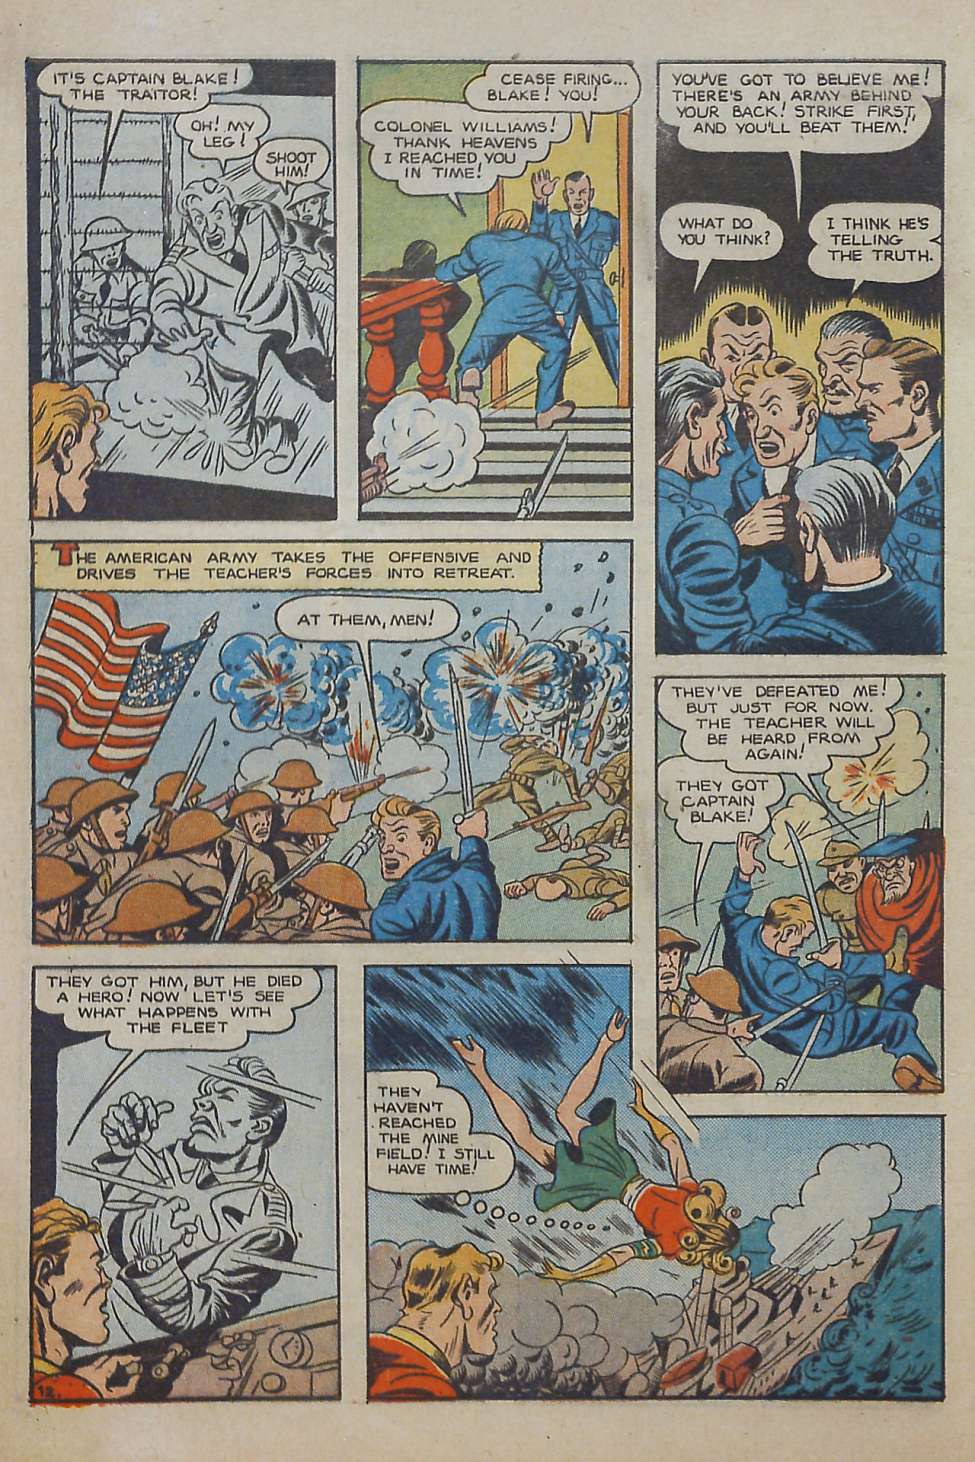 IT'S CAPTAIN BLAKE!
THE TRAITOR!
OH! MY
LEG!
SHOOT
HIM!
CEASE FIRING...
BLAKE! YOU!
COLONEL WILLIAMS!
THANK HEAVENS
I REACHED YOU
IN TIME!
YOU'VE GOT TO BELIEVE ME!
THERE'S AN ARMY BEHIND
YOUR BACK! STRIKE FIRST,
AND YOU'LL BEAT THEM!
WHAT DO
YOU THINK?
I THINK HE'S
TELLING
THE TRUTH.
THE AMERICAN ARMY TAKES THE OFFENSIVE AND
DRIVES THE TEACHER'S FORCES INTO RETREAT.
AT THEM, MEN!
THEY'VE DEFEATED ME!
BUT JUST FOR NOW.
THE TEACHER WILL
BE HEARD FROM
AGAIN!
THEY GOT
CAPTAIN
BLAKE!
THEY GOT HIM, BUT HE DIED
A HERO! NOW LET'S SEE
WHAT HAPPENS WITH
THE FLEET
12.
THEY
HAVEN'T
REACHED
THE MINE
FIELD! I STILL
HAVE TIME!